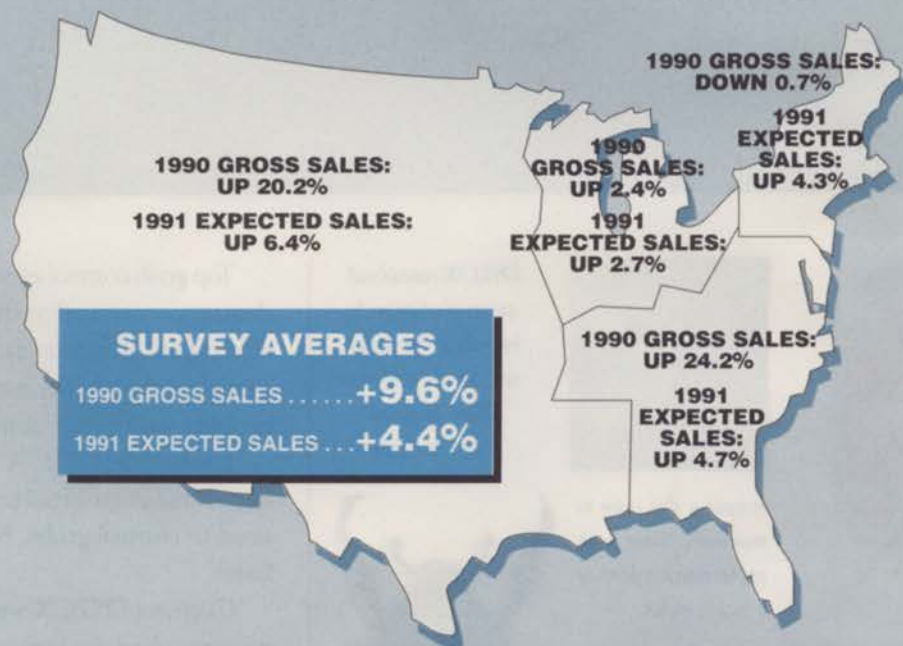 1990 GROSS SALES:
DOWN 0.7%
1991
EXPECTED
SALES:
UP 4.3%
1990
GROSS SALES:
UP 2.4%
1991
EXPECTED SALES:
UP 2.7%
1990 GROSS SALES:
UP 20.2%
1991 EXPECTED SALES:
UP 6.4%
SURVEY AVERAGES
1990 GROSS SALES ......+9.6%
1991 EXPECTED SALES ...+4.4%
1990 GROSS SALES:
UP 24.2%
1991
EXPECTED
SALES:
UP 4.7%